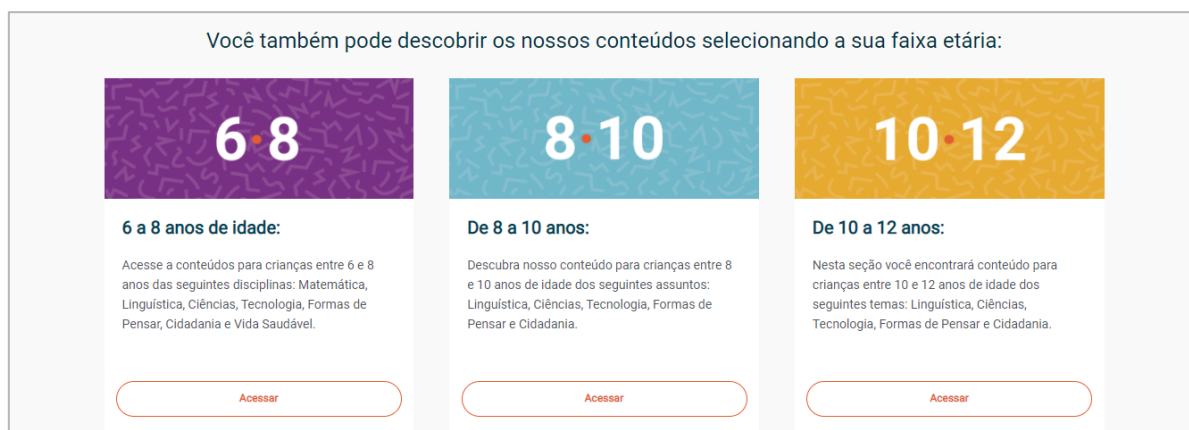 Você também pode descobrir os nossos conteúdos selecionando a sua faixa etária:
6•8
6 a 8 anos de idade:
Acesse a conteúdos para crianças entre 6 e 8
anos das seguintes disciplinas: Matemática,
Linguística, Ciências, Tecnologia, Formas de
Pensar, Cidadania e Vida Saudável.
Acessar
8•10
De 8 a 10 anos:
Descubra nosso conteúdo para crianças entre 8
e 10 anos de idade dos seguintes assuntos:
Linguística, Ciências, Tecnologia, Formas de
Pensar e Cidadania.
Acessar
10•12
De 10 a 12 anos:
Nesta seção você encontrará conteúdo para
crianças entre 10 e 12 anos de idade dos
seguintes temas: Linguística, Ciências,
Tecnologia, Formas de Pensar e Cidadania.
Acessar